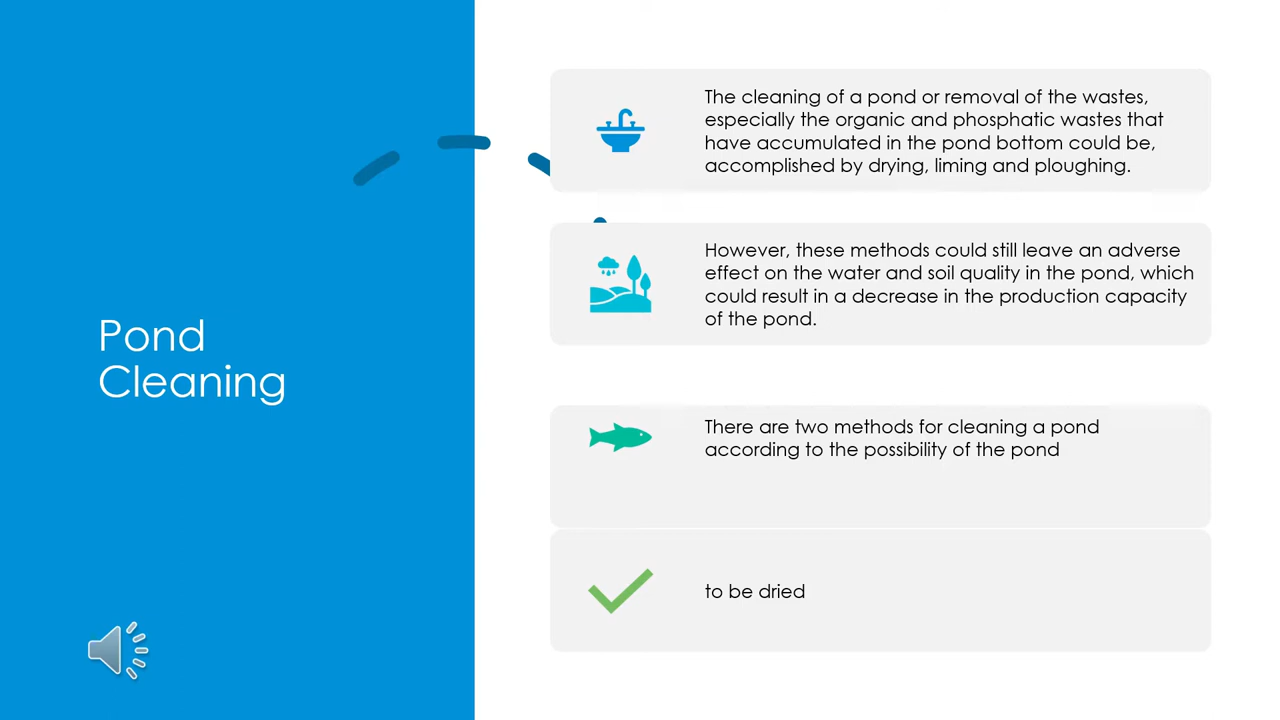 Pond
Cleaning
The cleaning of a pond or removal of the wastes,
especially the organic and phosphatic wastes that
have accumulated in the pond bottom could be,
accomplished by drying, liming and ploughing.
However, these methods could still leave an adverse
effect on the water and soil quality in the pond, which
could result in a decrease in the production capacity
of the pond.
There are two methods for cleaning a pond
according to the possibility of the pond
to be dried